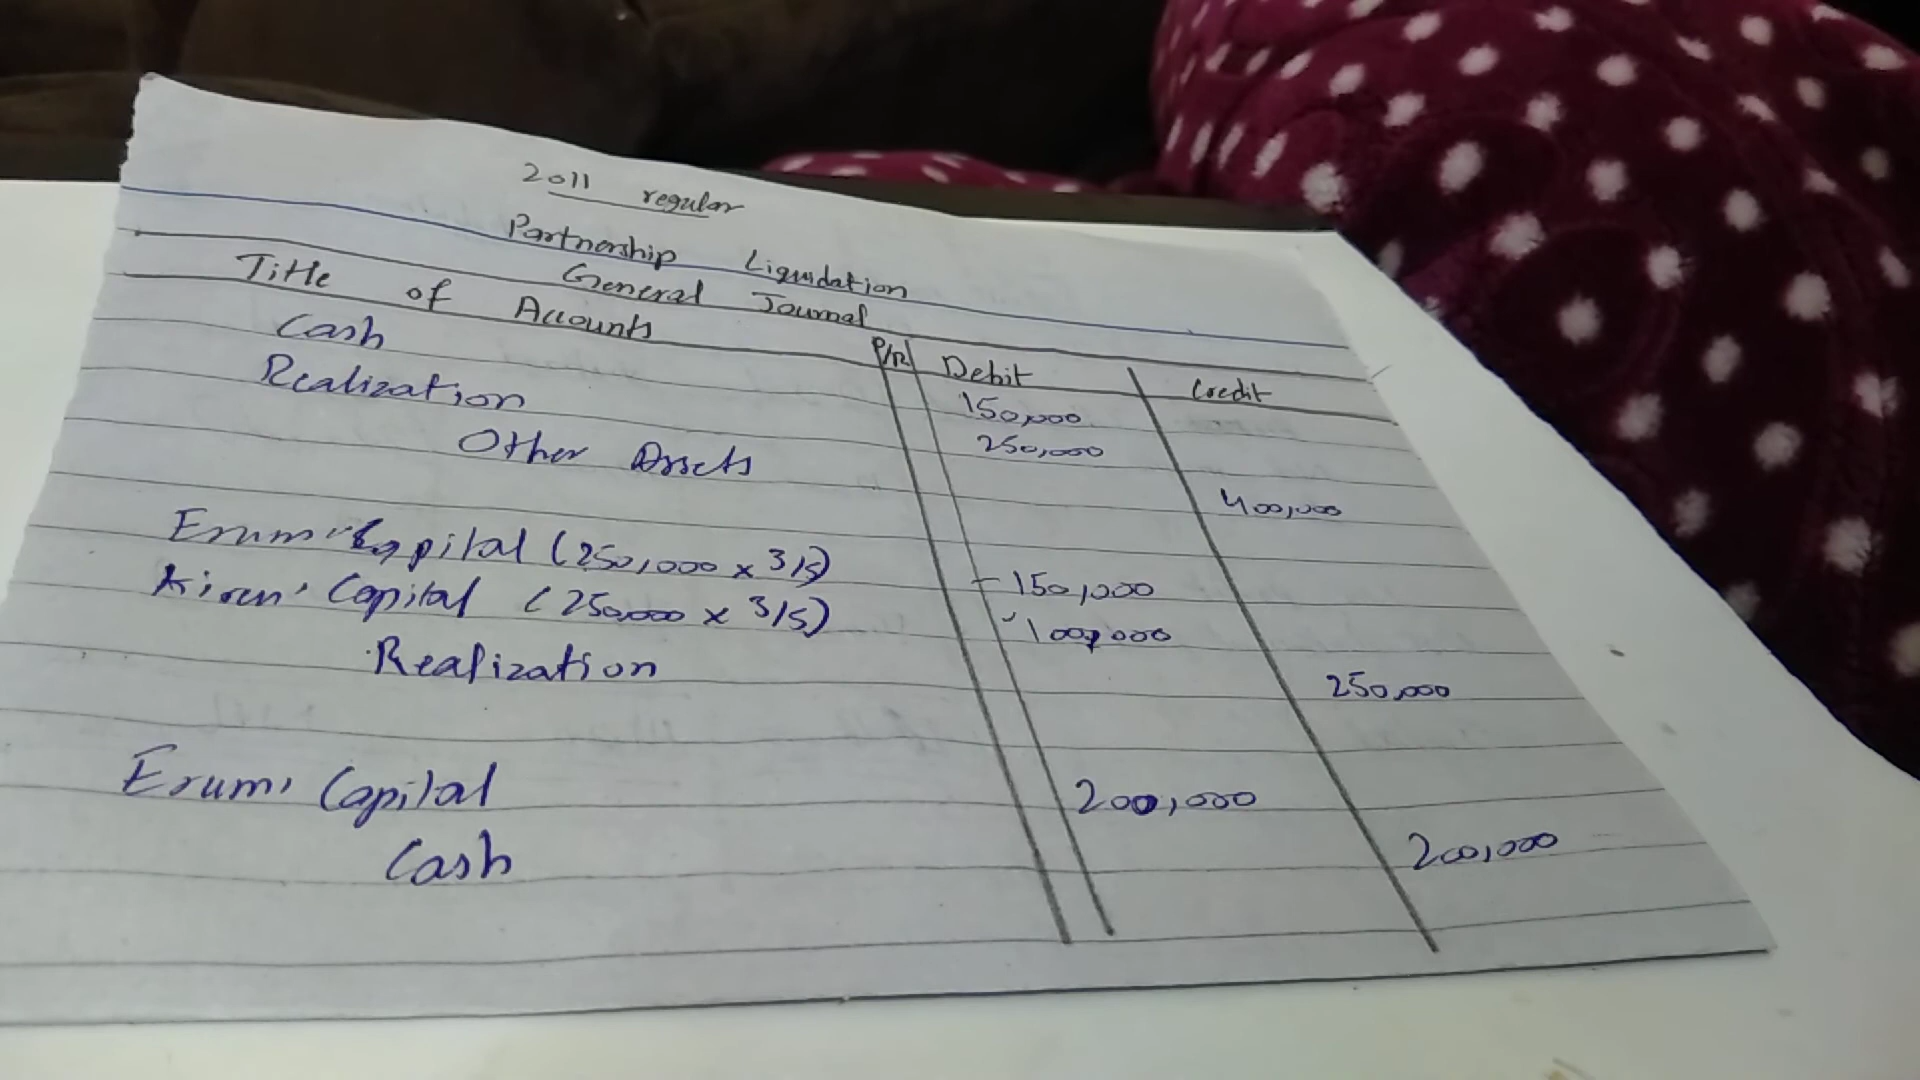 2011 regular
Partnership Liquidation
General Journal
Title of Accounts P/R Debit Credit
Cash 150,000
Realization 250,000
Other Assets 400,000
Erum, Capital (250,000 x 3/5) 150,000
Kiran, Capital (250,000 x 3/5) 100,000
Realization 250,000
Erum, Capital 200,000
Cash 200,000